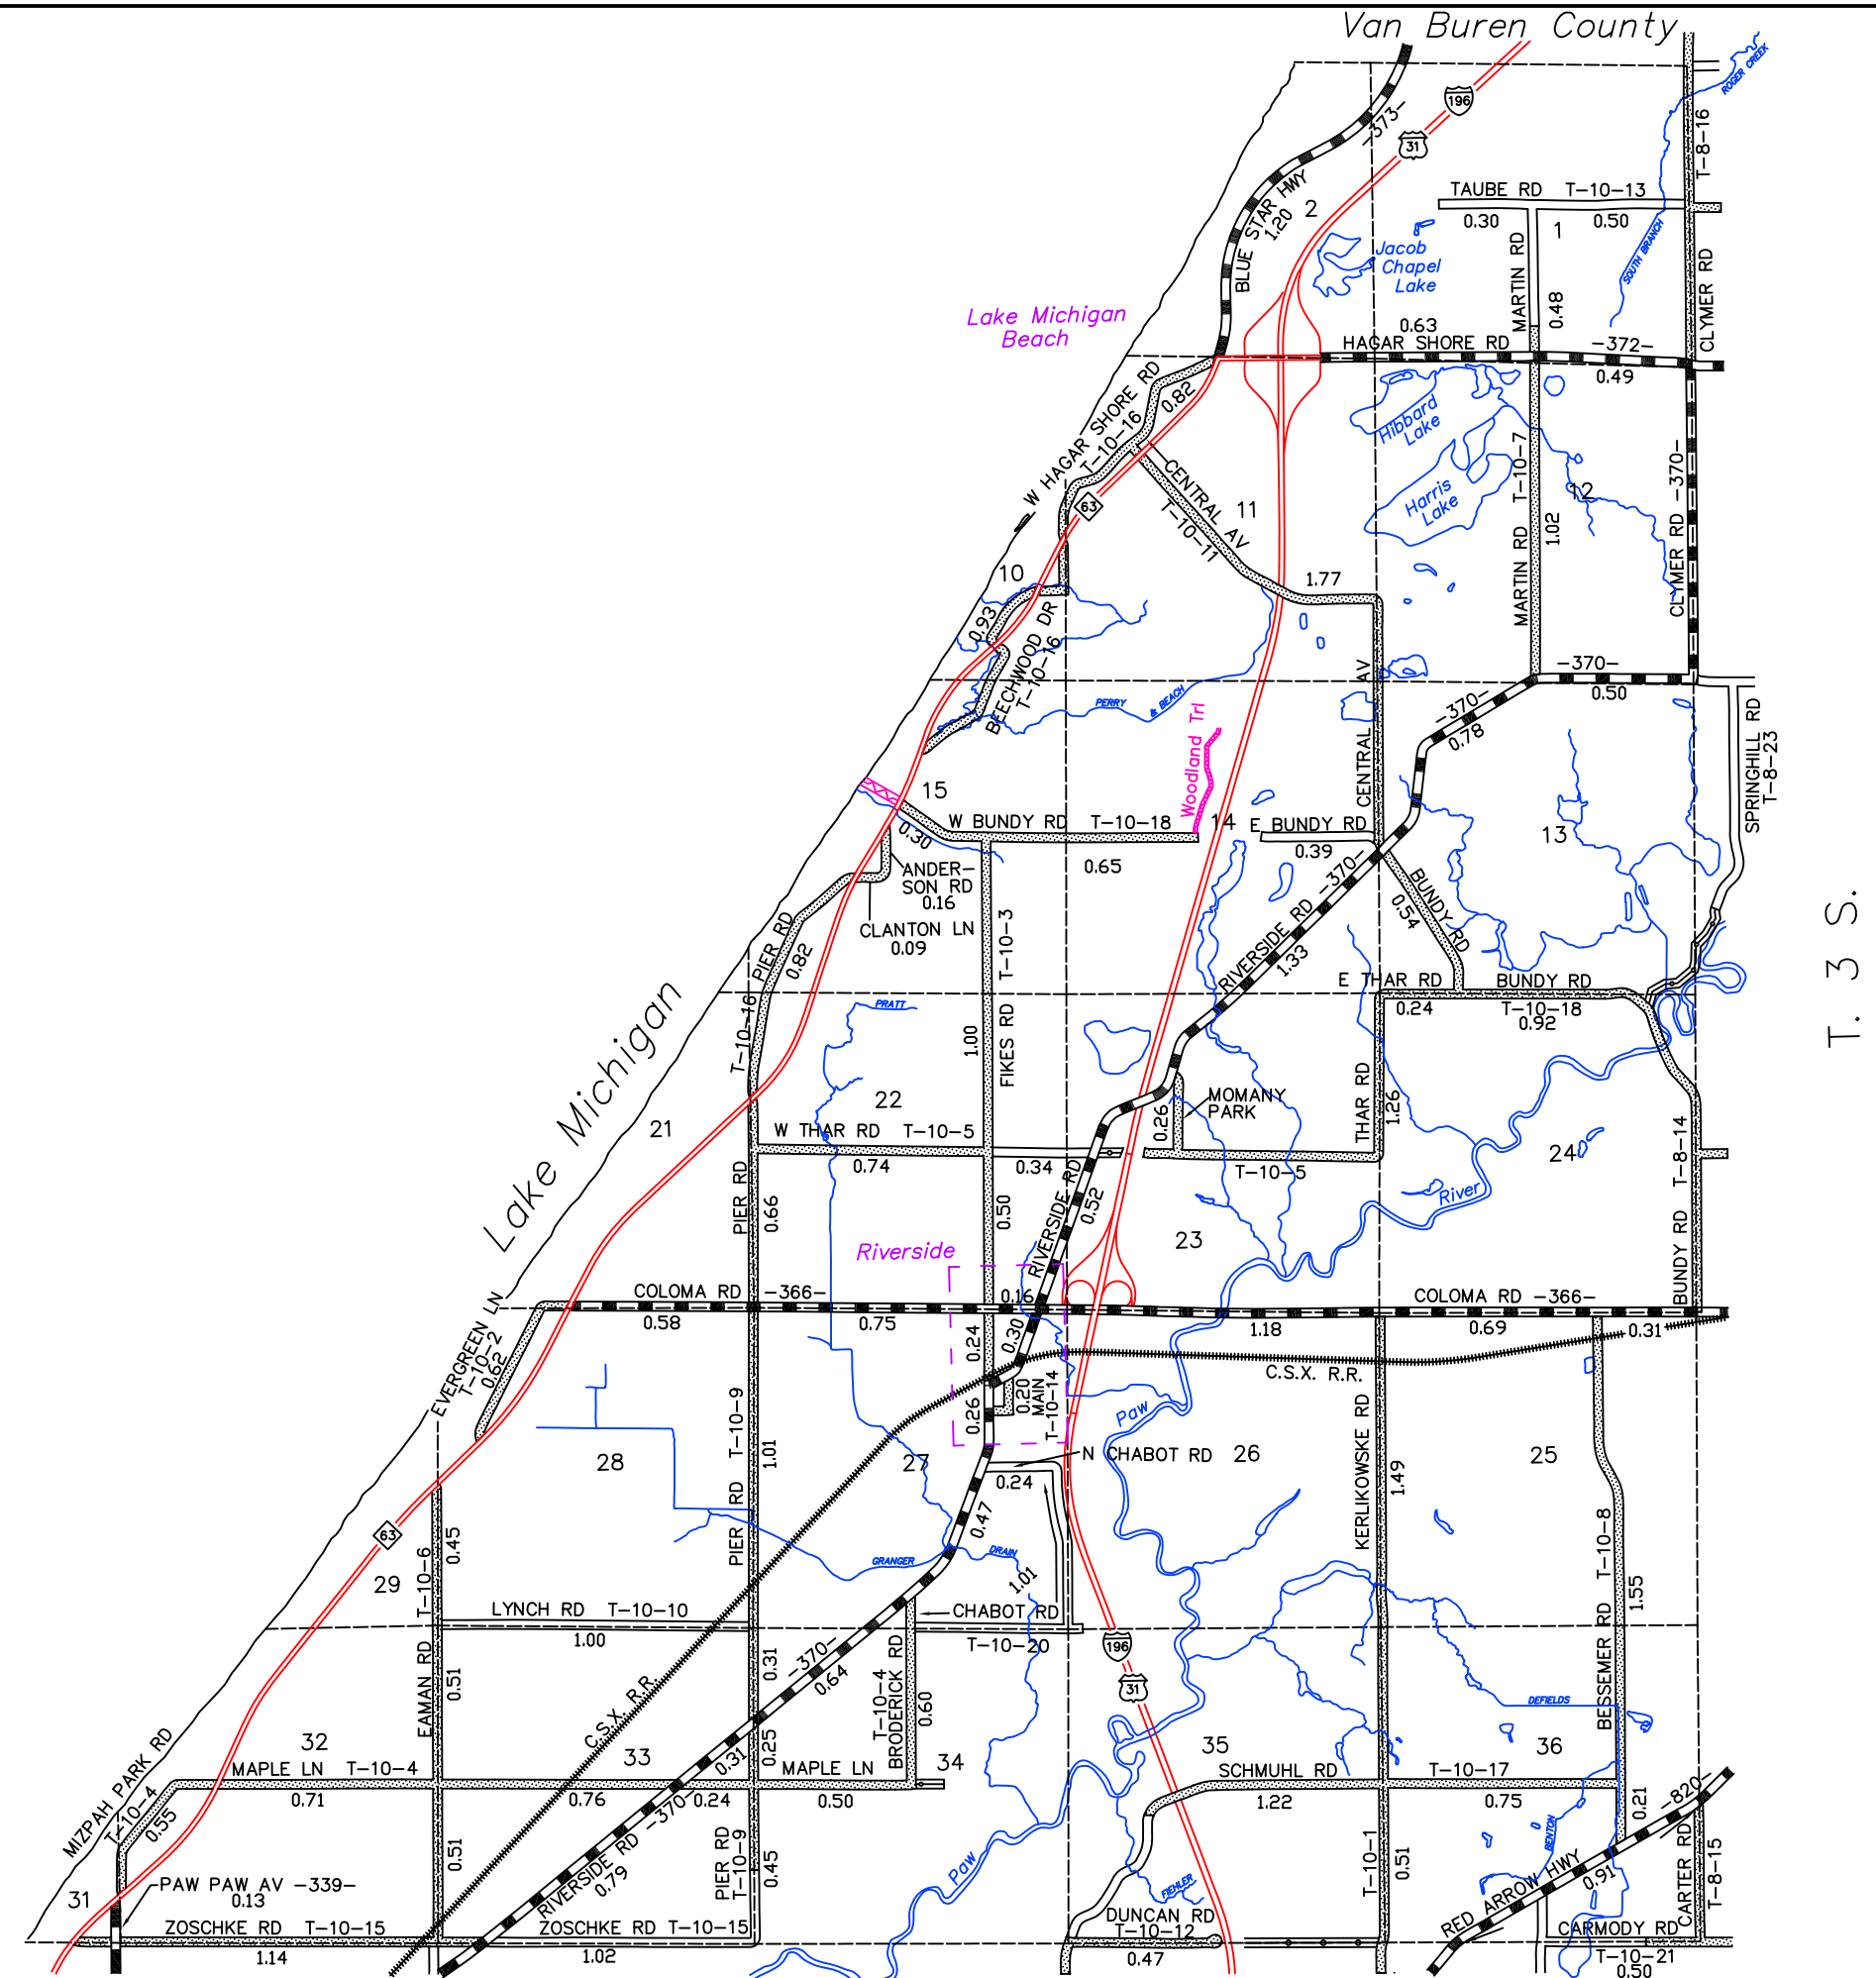 Van Buren County
ROGER CREEK
196
-373-
31
T-8-16
TAUBE RD T-10-13
BLUE STAR HWY
1.20
2
0.30
0.50
1
MARTIN RD
SOUTH BRANCH
Jacob
Chapel
Lake
CLYMER RD
0.48
Lake Michigan
Beach
0.63
HAGAR SHORE RD
-372-
0.49
W HAGAR SHORE RD
T-10-16
0.82
Hibbard
Lake
MARTIN RD T-10-7
CLYMER RD -370-
CENTRAL AV
T-10-11
63
11
Harris
Lake
12
1.02
10
1.77
0.93
BEECHWOOD DR
T-10-16
CENTRAL AV
-370-
0.50
PERRY & BEACH
Woodland Trl
-370-
0.78
SPRINGHILL RD
T-8-23
15
0.30
W BUNDY RD T-10-18
14
E BUNDY RD
0.39
13
0.65
ANDER-
SON RD
0.16
CLANTON LN
0.09
-370-
BUNDY RD
0.54
T. 3 S.
PIER RD
0.82
T-10-3
RIVERSIDE RD
1.33
E THAR RD
0.24
BUNDY RD
T-10-18
0.92
Lake Michigan
T-10-16
PRATT
1.00
FIKES RD
21
22
MOMANY
PARK
0.26
THAR RD
1.26
W THAR RD T-10-5
0.74
0.34
T-10-5
24
BUNDY RD T-8-14
PIER RD
0.66
0.50
RIVERSIDE RD
0.52
River
23
Riverside
COLOMA RD -366-
0.58
0.75
0.16
COLOMA RD -366-
1.18
0.69
0.31
EVERGREEN LN
T-10-2
0.62
0.24
0.30
C.S.X. R.R.
0.26
0.20
MAIN
T-10-14
Paw
PIER RD T-10-9
1.01
KERLIKOWSKE RD
1.49
28
27
N CHABOT RD
0.24
26
25
63
0.45
0.47
GRANGER
DRAIN
BESSEMER RD T-10-8
1.55
29
EAMAN RD T-10-6
LYNCH RD T-10-10
1.00
1.01
CHABOT RD
T-10-20
196
0.51
0.31
-370-
0.64
T-10-4
BRODERICK RD
0.60
31
DEFIELDS
C.S.X. R.R.
32
33
0.25
0.31
34
35
36
MIZPAH PARK RD
T-10-4
0.55
MAPLE LN T-10-4
0.71
0.76
0.24
MAPLE LN
0.50
SCHMUHL RD
1.22
T-10-17
0.75
0.21
-820-
0.51
RIVERSIDE RD -370-
0.79
PIER RD
T-10-9
0.45
Paw
T-10-1
0.51
BENTON
CARTER RD
T-8-15
31
PAW PAW AV -339-
0.13
FIEHLER
RED ARROW HWY
0.91
ZOSCHKE RD T-10-15
1.14
ZOSCHKE RD T-10-15
1.02
DUNCAN RD
T-10-12
0.47
CARMODY RD
T-10-21
0.50